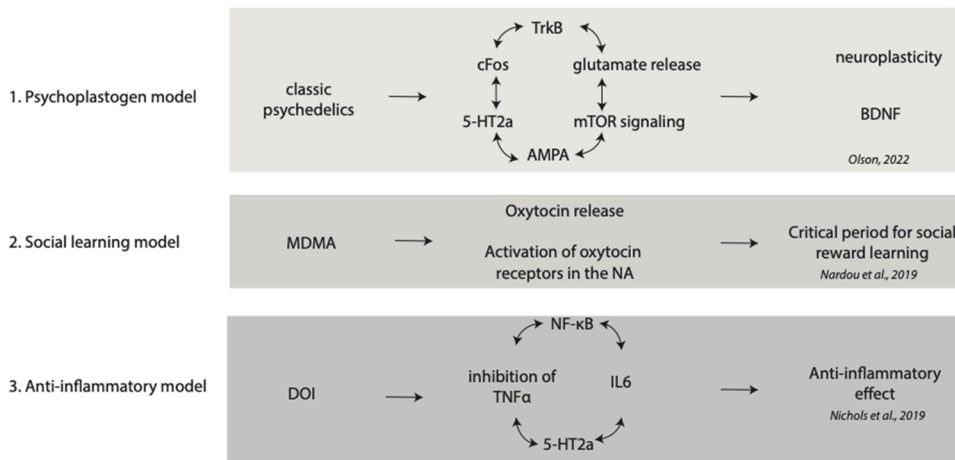 1. Psychoplastogen model
classic
psychedelics
TrkB
cFos
glutamate release
5-HT2a
mTOR signaling
AMPA
neuroplasticity
BDNF
Olson, 2022
2. Social learning model
MDMA
Oxytocin release
Activation of oxytocin
receptors in the NA
Critical period for social
reward learning
Nardou et al., 2019
3. Anti-inflammatory model
DOI
NF-κB
inhibition of
TNFα
IL6
5-HT2a
Anti-inflammatory
effect
Nichols et al., 2019